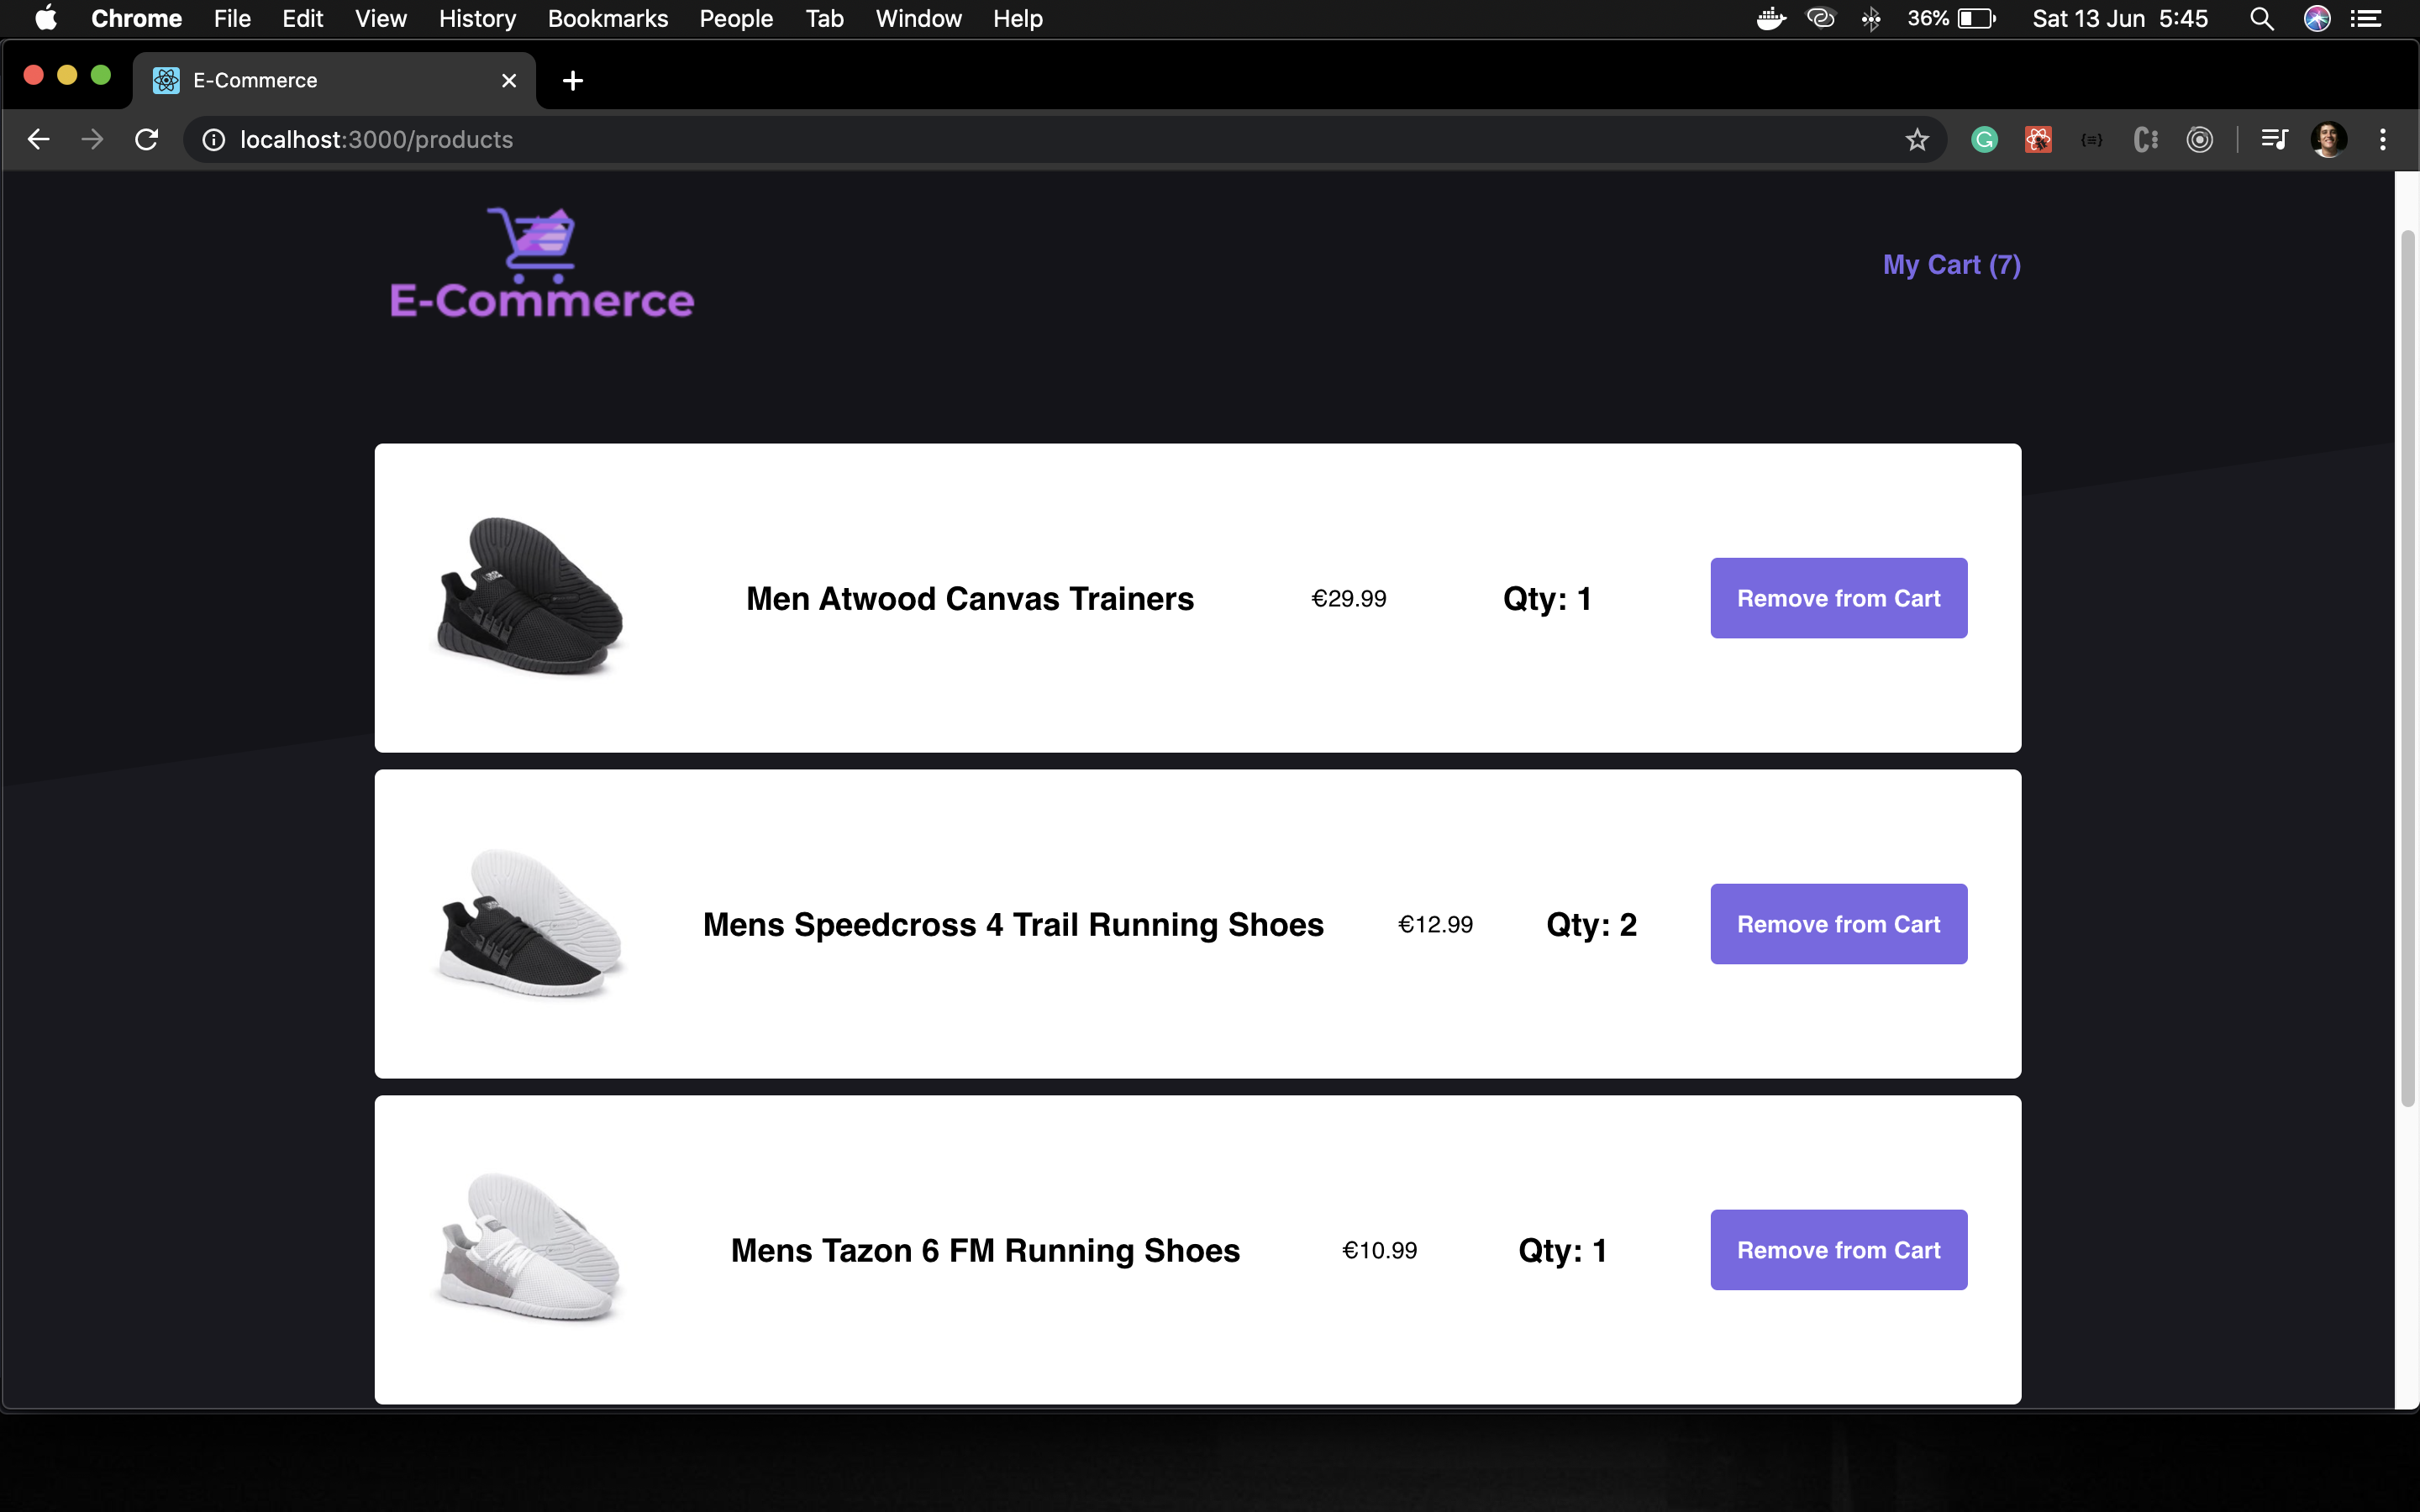 Chrome File Edit View History Bookmarks People Tab Window Help 36% Sat 13 Jun 5:45
E-Commerce
localhost:3000/products
E-Commerce
My Cart (7)
Men Atwood Canvas Trainers €29.99 Qty: 1 Remove from Cart
Mens Speedcross 4 Trail Running Shoes €12.99 Qty: 2 Remove from Cart
Mens Tazon 6 FM Running Shoes €10.99 Qty: 1 Remove from Cart